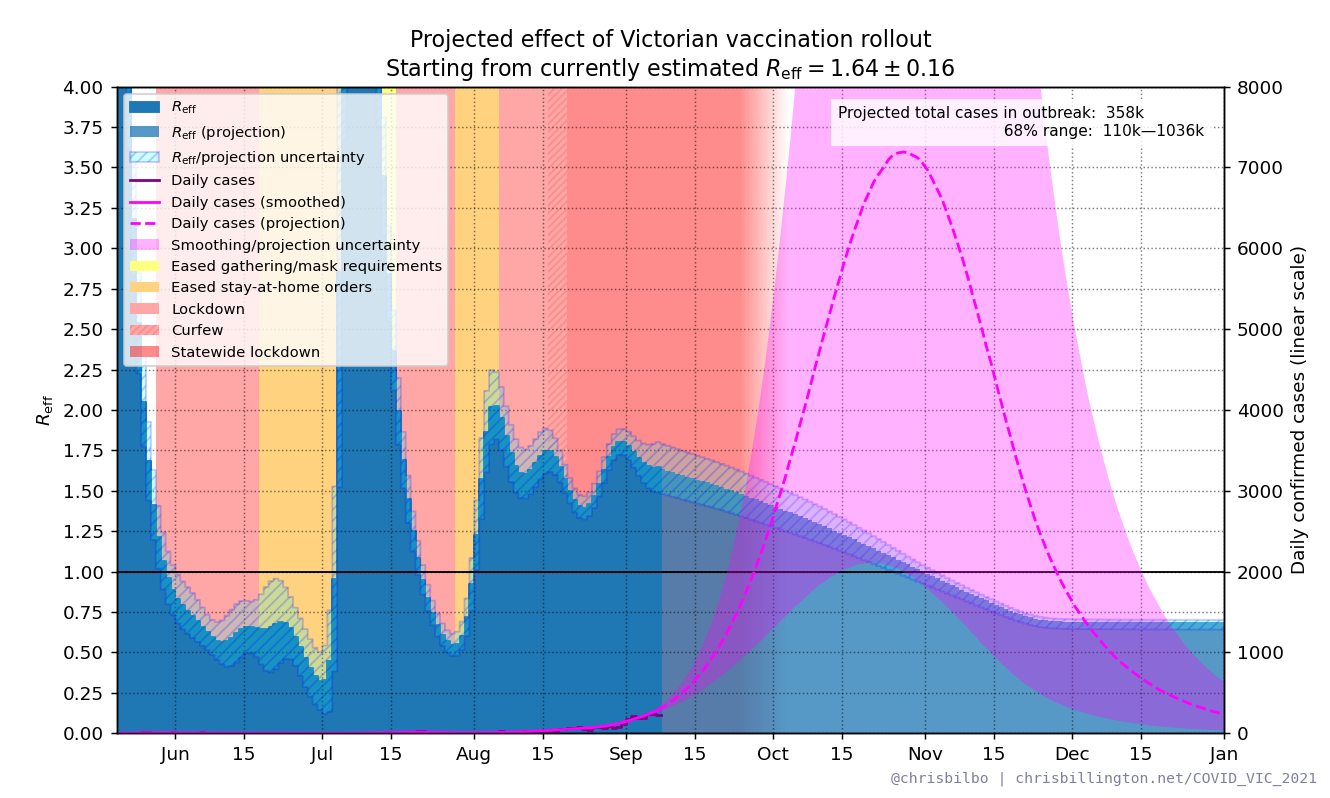 Projected effect of Victorian vaccination rollout
Starting from currently estimated Reff = 1.64 ± 0.16
Projected total cases in outbreak: 358k
68% range: 110k—1036k
Reff
Reff (projection)
Reff/projection uncertainty
Daily cases
Daily cases (smoothed)
Daily cases (projection)
Smoothing/projection uncertainty
Eased gathering/mask requirements
Eased stay-at-home orders
Lockdown
Curfew
Statewide lockdown
Reff
4.00
3.75
3.50
3.25
3.00
2.75
2.50
2.25
2.00
1.75
1.50
1.25
1.00
0.75
0.50
0.25
0.00
8000
7000
6000
5000
4000
3000
2000
1000
0
Daily confirmed cases (linear scale)
Jun 15 Jul 15 Aug 15 Sep 15 Oct 15 Nov 15 Dec 15 Jan
@chrisbilbo | chrisbillington.net/COVID_VIC_2021